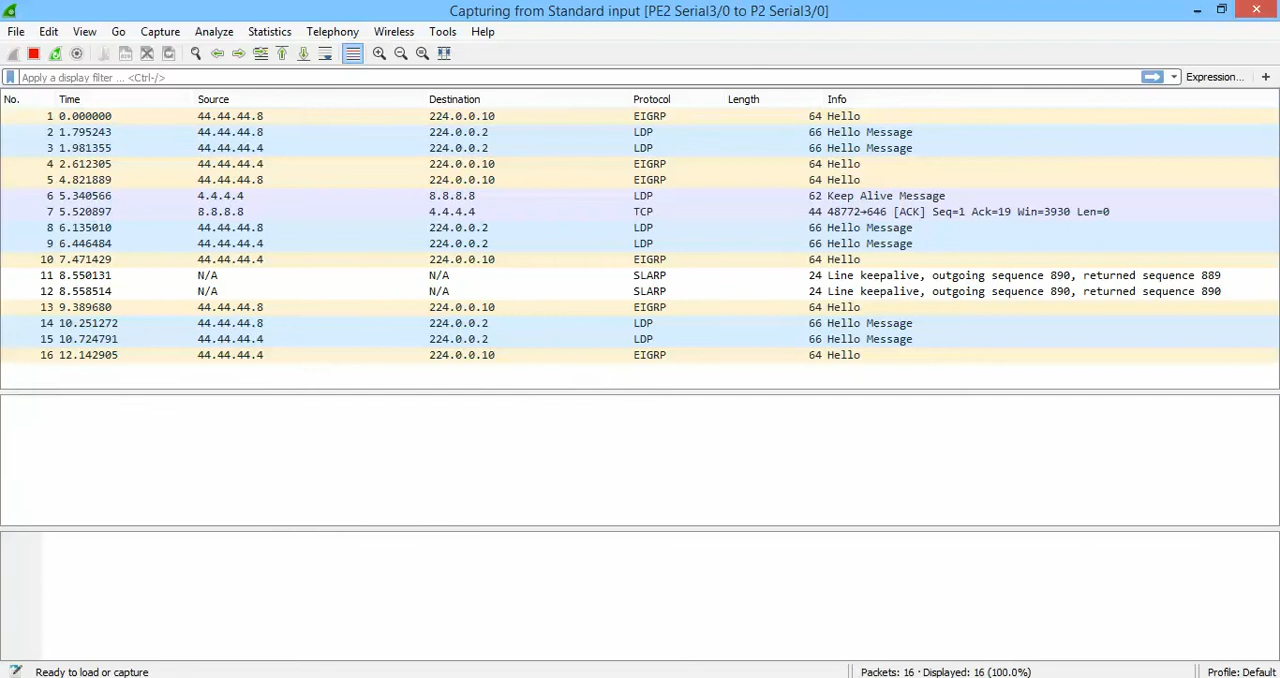 Capturing from Standard input [PE2 Serial3/0 to P2 Serial3/0]
File Edit View Go Capture Analyze Statistics Telephony Wireless Tools Help
Apply a display filter ... <Ctrl-/> Expression... +
No. Time Source Destination Protocol Length Info
1 0.000000 44.44.44.8 224.0.0.10 EIGRP 64 Hello
2 1.795243 44.44.44.8 224.0.0.2 LDP 66 Hello Message
3 1.981355 44.44.44.4 224.0.0.2 LDP 66 Hello Message
4 2.612305 44.44.44.4 224.0.0.10 EIGRP 64 Hello
5 4.821889 44.44.44.8 224.0.0.10 EIGRP 64 Hello
6 5.340566 4.4.4.4 8.8.8.8 LDP 62 Keep Alive Message
7 5.520897 8.8.8.8 4.4.4.4 TCP 44 48772→646 [ACK] Seq=1 Ack=19 Win=3930 Len=0
8 6.135010 44.44.44.8 224.0.0.2 LDP 66 Hello Message
9 6.446484 44.44.44.4 224.0.0.2 LDP 66 Hello Message
10 7.471429 44.44.44.4 224.0.0.10 EIGRP 64 Hello
11 8.550131 N/A N/A SLARP 24 Line keepalive, outgoing sequence 890, returned sequence 889
12 8.558514 N/A N/A SLARP 24 Line keepalive, outgoing sequence 890, returned sequence 890
13 9.389680 44.44.44.8 224.0.0.10 EIGRP 64 Hello
14 10.251272 44.44.44.8 224.0.0.2 LDP 66 Hello Message
15 10.724791 44.44.44.4 224.0.0.2 LDP 66 Hello Message
16 12.142905 44.44.44.4 224.0.0.10 EIGRP 64 Hello
Ready to load or capture Packets: 16 · Displayed: 16 (100.0%) Profile: Default